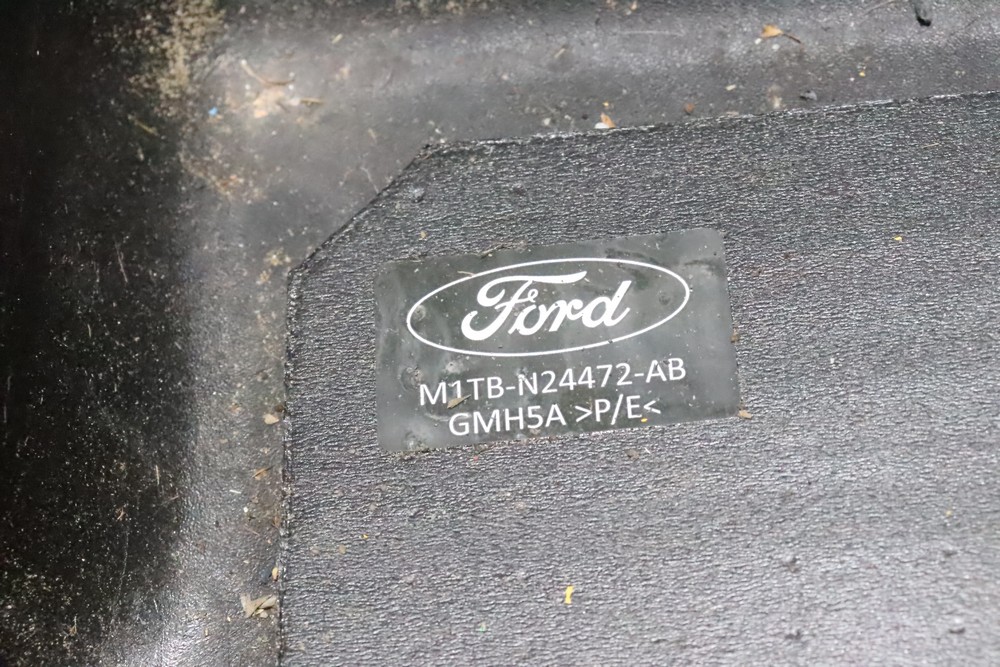 Ford
M1TB-N24472-AB
GMH5A >P/E<